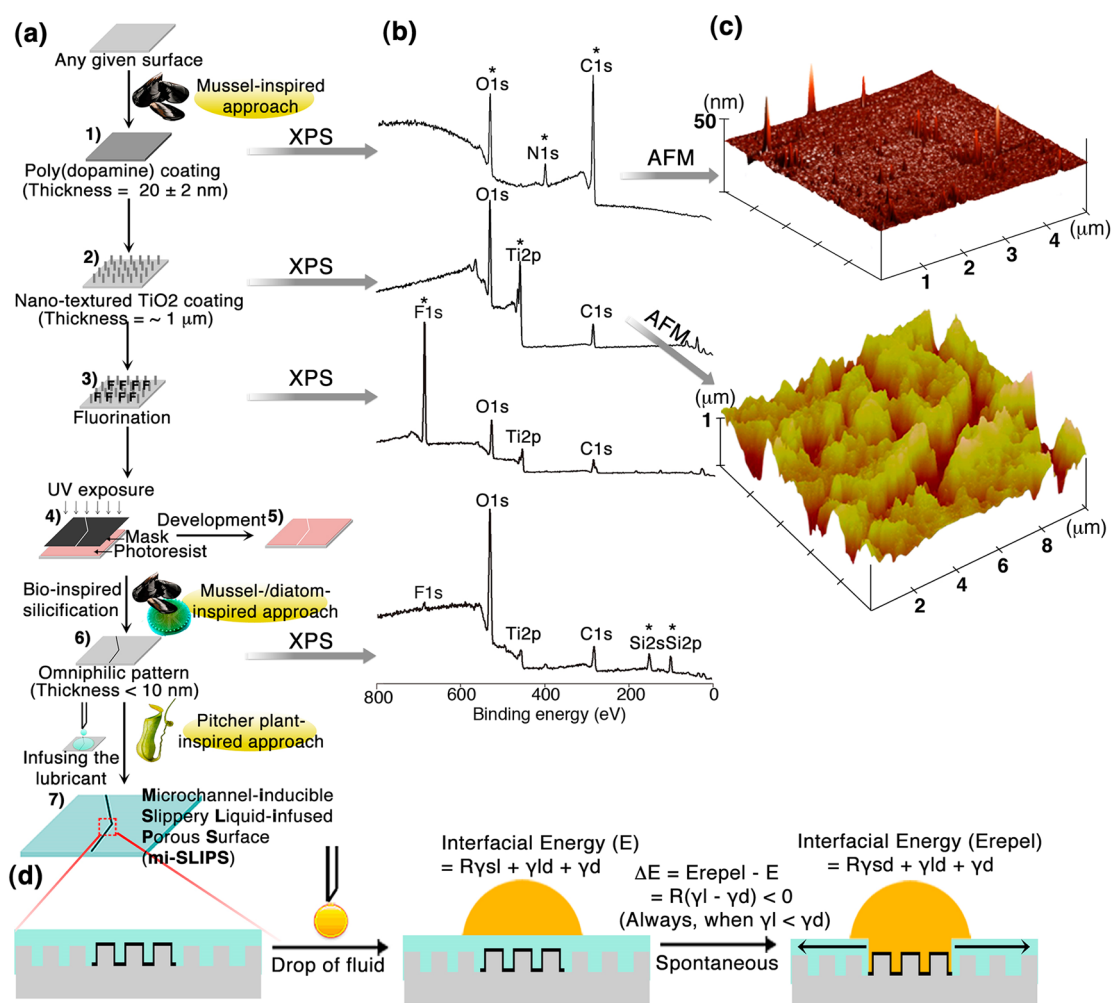 (a)
Any given surface
Mussel-inspired
approach
1)
Poly(dopamine) coating
(Thickness = 20 ± 2 nm)
XPS
2)
Nano-textured TiO2 coating
(Thickness = ~ 1 μm)
XPS
3)
F F F F
F F F F
Fluorination
XPS
UV exposure
4)
Mask
Photoresist
Development
5)
Bio-inspired
silicification
Mussel-/diatom-
inspired approach
6)
Omniphilic pattern
(Thickness < 10 nm)
XPS
Pitcher plant-
inspired approach
Infusing the
lubricant
7)
Microchannel-inducible
Slippery Liquid-infused
Porous Surface
(mi-SLIPS)
(b)
*
O1s
*
N1s
*
C1s
AFM
O1s
*
Ti2p
C1s
AFM
*
F1s
O1s
Ti2p
C1s
F1s
O1s
Ti2p
C1s
* *
Si2s Si2p
800 600 400 200 0
Binding energy (eV)
(c)
(nm)
50
1 2 3 4
(μm)
(μm)
1
2 4 6 8
(μm)
(d)
Drop of fluid
Interfacial Energy (E)
= Rγsl + γld + γd
ΔE = Erepel - E
= R(γl - γd) < 0
(Always, when γl < γd)
Spontaneous
Interfacial Energy (Erepel)
= Rγsd + γld + γd